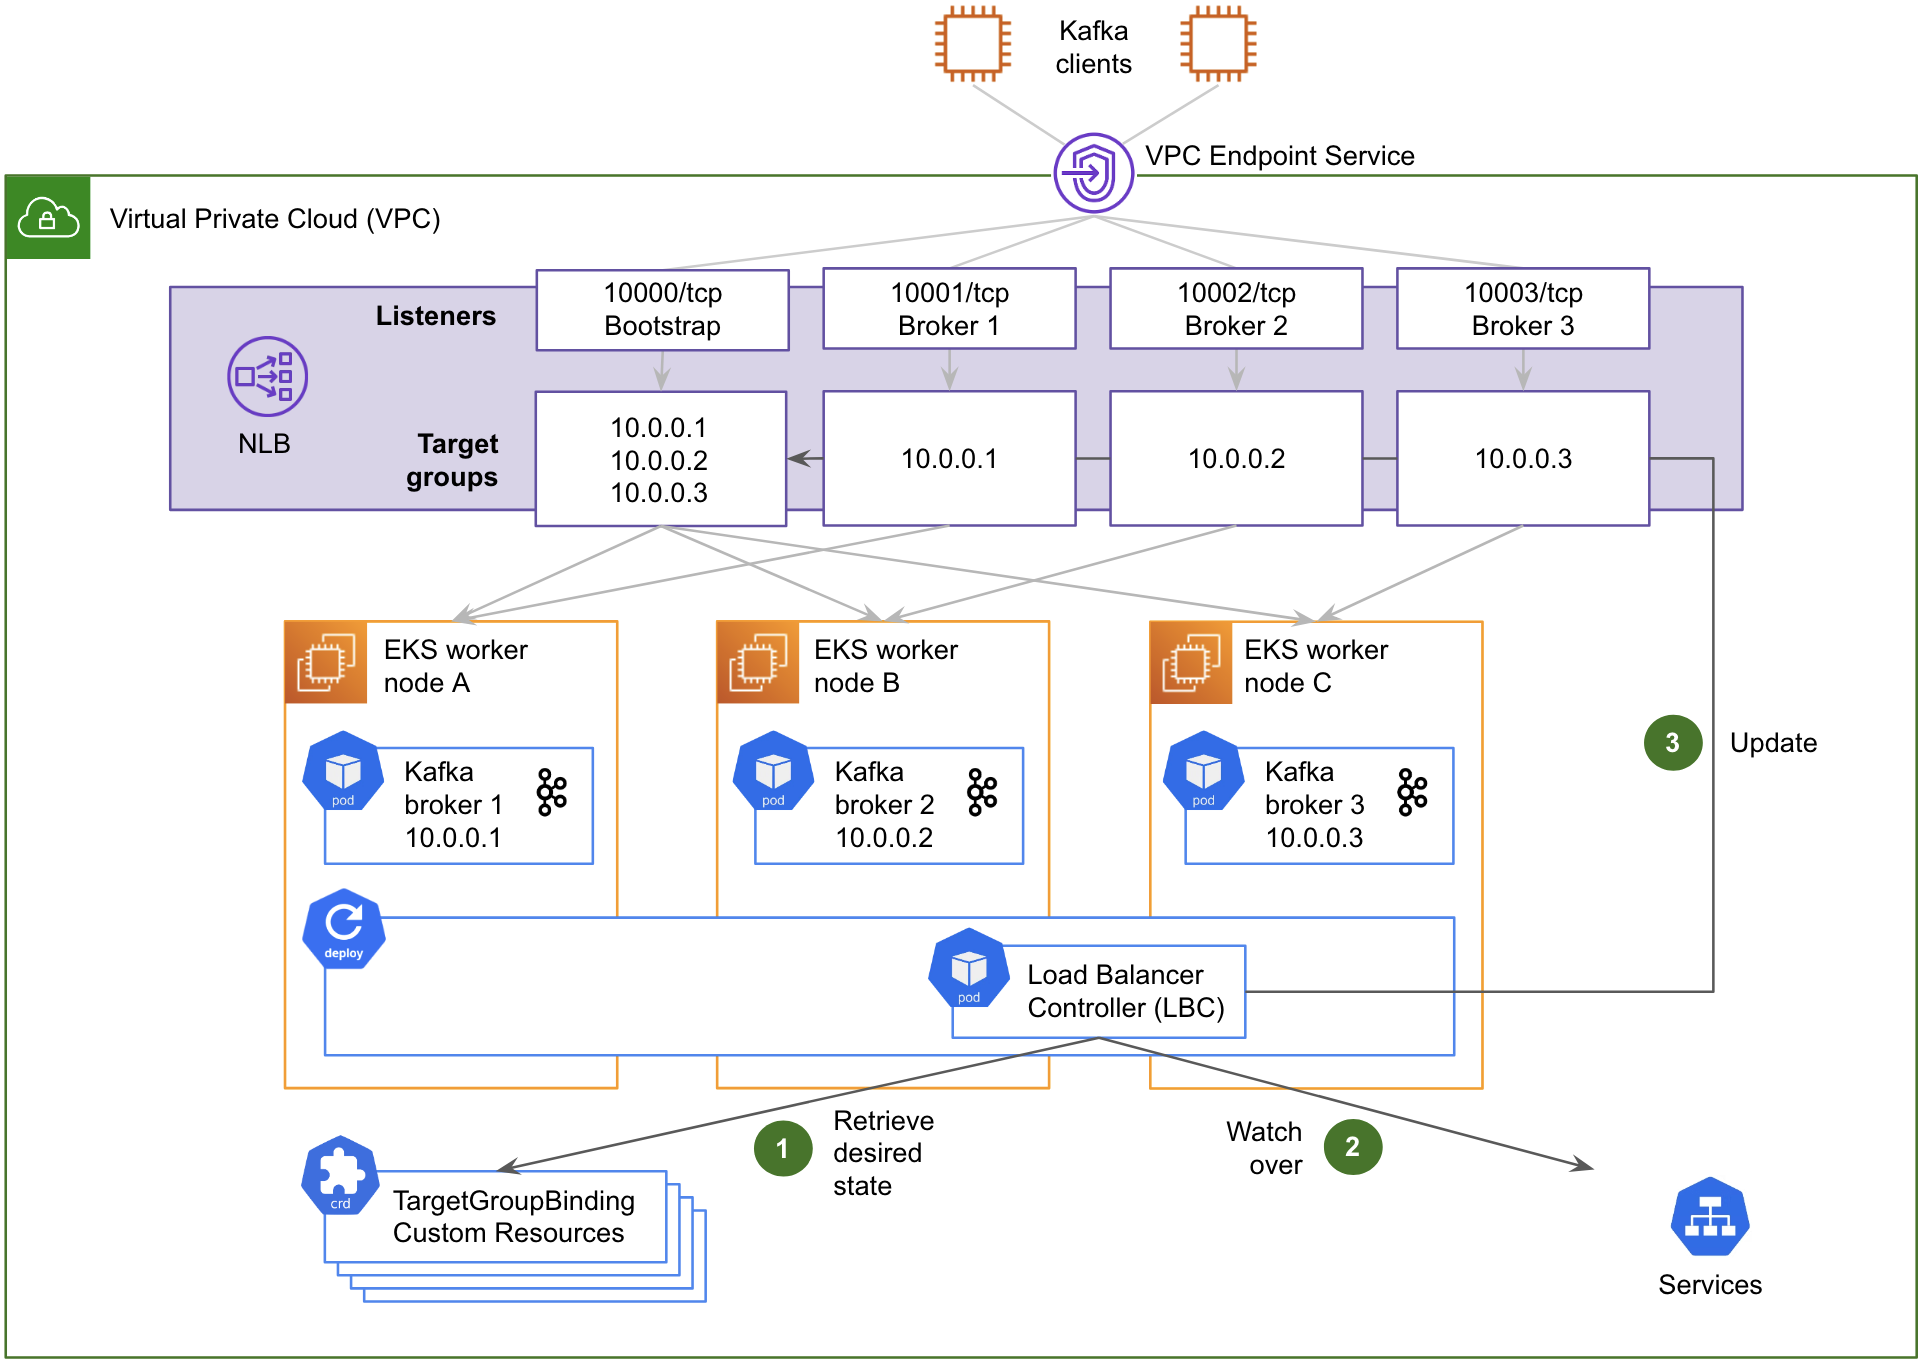 Kafka
clients
VPC Endpoint Service
Virtual Private Cloud (VPC)
Listeners
10000/tcp
Bootstrap
10001/tcp
Broker 1
10002/tcp
Broker 2
10003/tcp
Broker 3
NLB
Target
groups
10.0.0.1
10.0.0.2
10.0.0.3
10.0.0.1
10.0.0.2
10.0.0.3
EKS worker
node A
EKS worker
node B
EKS worker
node C
pod
Kafka
broker 1
10.0.0.1
pod
Kafka
broker 2
10.0.0.2
pod
Kafka
broker 3
10.0.0.3
3
Update
deploy
pod
Load Balancer
Controller (LBC)
1
Retrieve
desired
state
Watch
over
2
crd
TargetGroupBinding
Custom Resources
Services